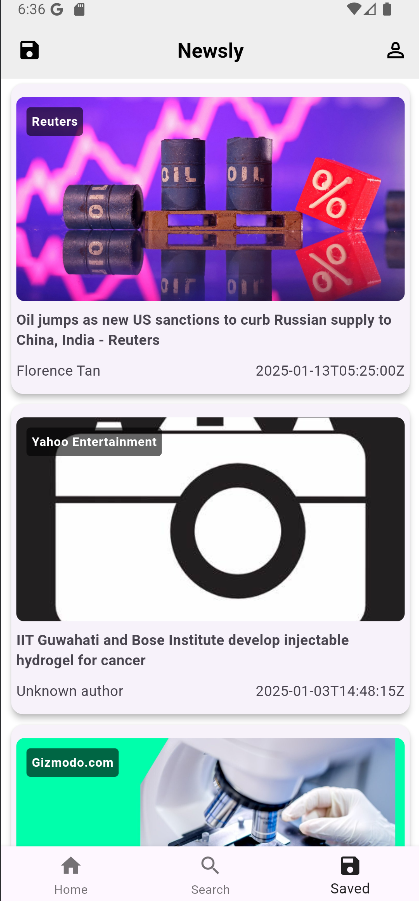 6:36
Newsly
Reuters
OIL
OIL
OIL
%
%
Oil jumps as new US sanctions to curb Russian supply to
China, India - Reuters
Florence Tan
2025-01-13T05:25:00Z
Yahoo Entertainment
IIT Guwahati and Bose Institute develop injectable
hydrogel for cancer
Unknown author
2025-01-03T14:48:15Z
Gizmodo.com
Home
Search
Saved